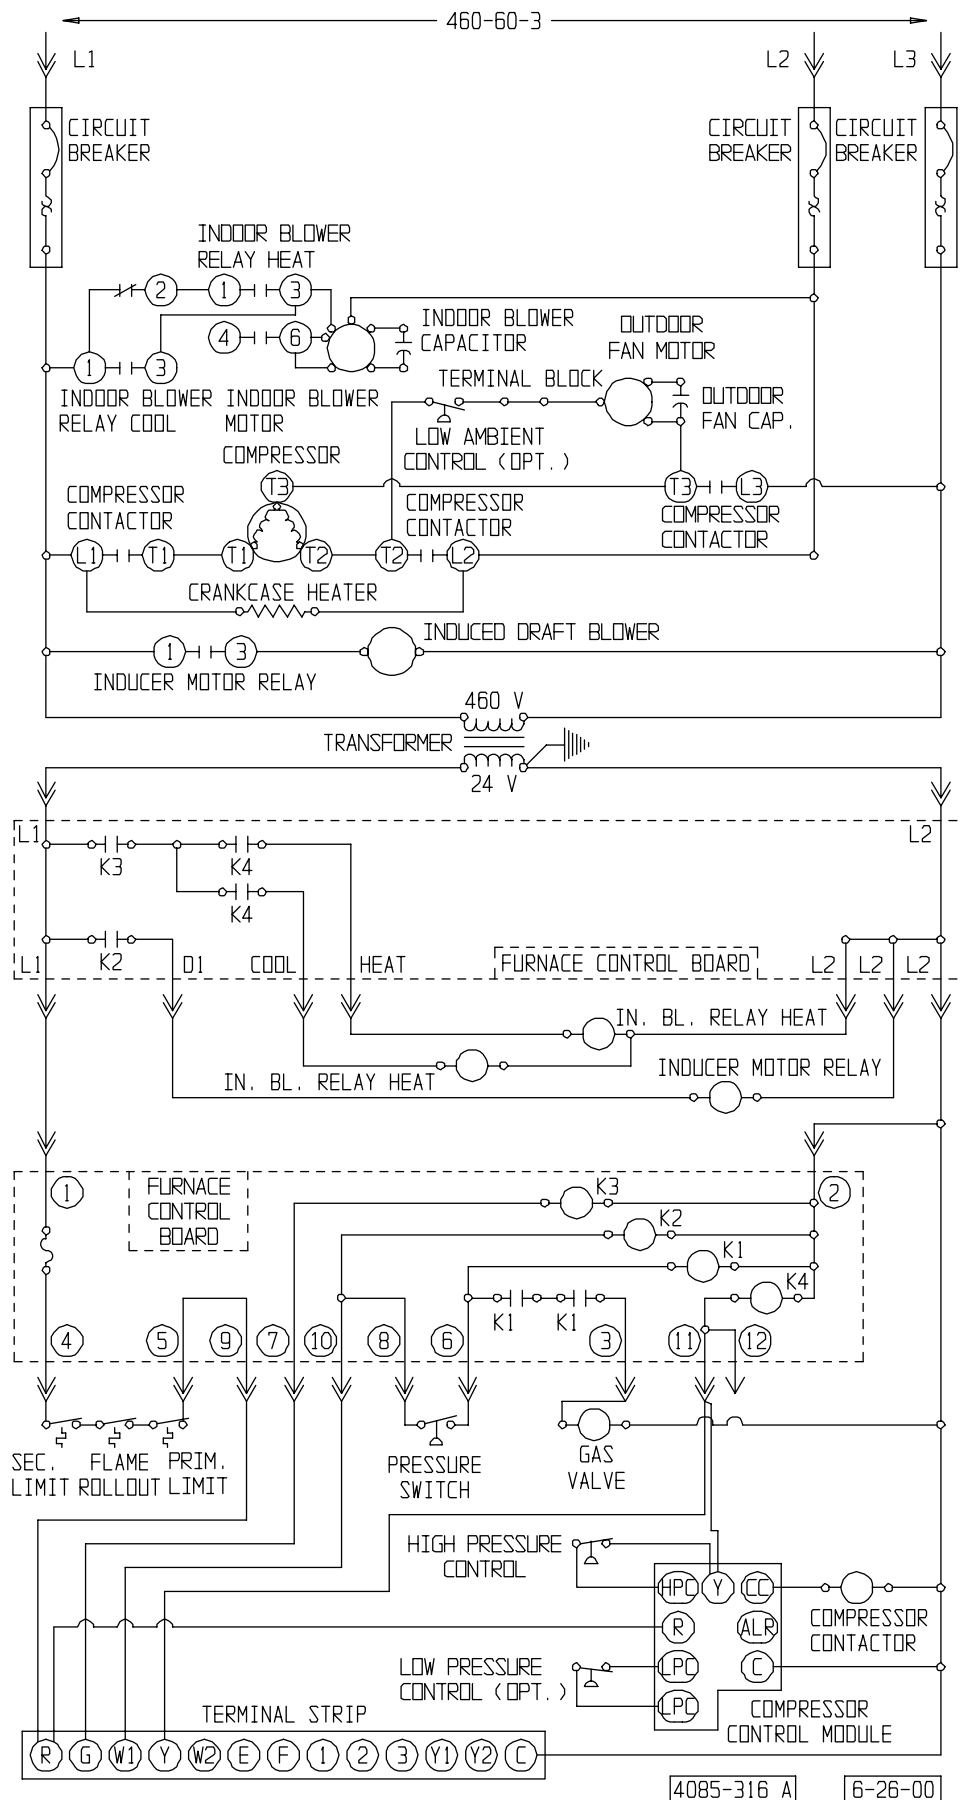 460-60-3
L1
L2
L3
CIRCUIT
BREAKER
CIRCUIT
BREAKER
CIRCUIT
BREAKER
INDOOR BLOWER
RELAY HEAT
2
1
3
4
6
1
3
INDOOR BLOWER
CAPACITOR
OUTDOOR
FAN MOTOR
INDOOR BLOWER
RELAY COOL
INDOOR BLOWER
MOTOR
TERMINAL BLOCK
OUTDOOR
FAN CAP.
LOW AMBIENT
CONTROL (OPT.)
COMPRESSOR
T3
COMPRESSOR
CONTACTOR
COMPRESSOR
CONTACTOR
T3
L3
COMPRESSOR
CONTACTOR
L1
T1
T1
T2
T2
L2
CRANKCASE HEATER
INDUCED DRAFT BLOWER
1
3
INDUCER MOTOR RELAY
460 V
TRANSFORMER
24 V
L1
L2
K3
K4
K4
K2
L1
D1
COOL
HEAT
FURNACE CONTROL BOARD
L2
L2
L2
IN. BL. RELAY HEAT
IN. BL. RELAY HEAT
INDUCER MOTOR RELAY
1
FURNACE
CONTROL
BOARD
K3
2
K2
K1
K4
K1
K1
4
5
9
7
10
8
6
3
11
12
SEC.
LIMIT
FLAME
ROLLOUT
PRIM.
LIMIT
PRESSURE
SWITCH
GAS
VALVE
HIGH PRESSURE
CONTROL
HPC
Y
CC
R
ALR
LPC
C
LPC
COMPRESSOR
CONTACTOR
LOW PRESSURE
CONTROL (OPT.)
COMPRESSOR
CONTROL MODULE
TERMINAL STRIP
R G W1 Y W2 E F 1 2 3 Y1 Y2 C
4085-316 A
6-26-00